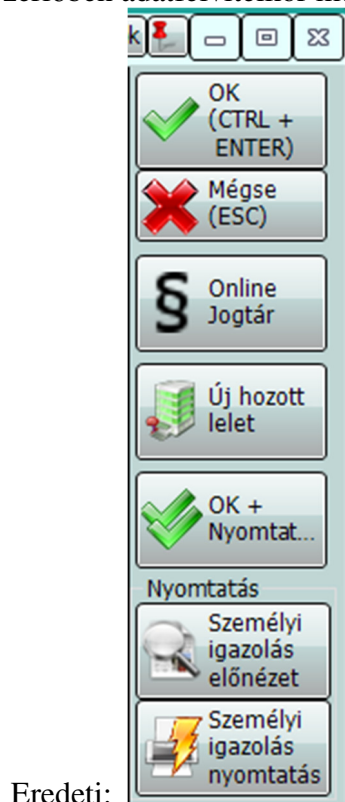 k
OK
(CTRL +
ENTER)
Mégse
(ESC)
Online
Jogtár
Új hozott
lelet
OK +
Nyomtat...
Nyomtatás
Személyi
igazolás
előnézet
Személyi
igazolás
nyomtatás
Eredeti: